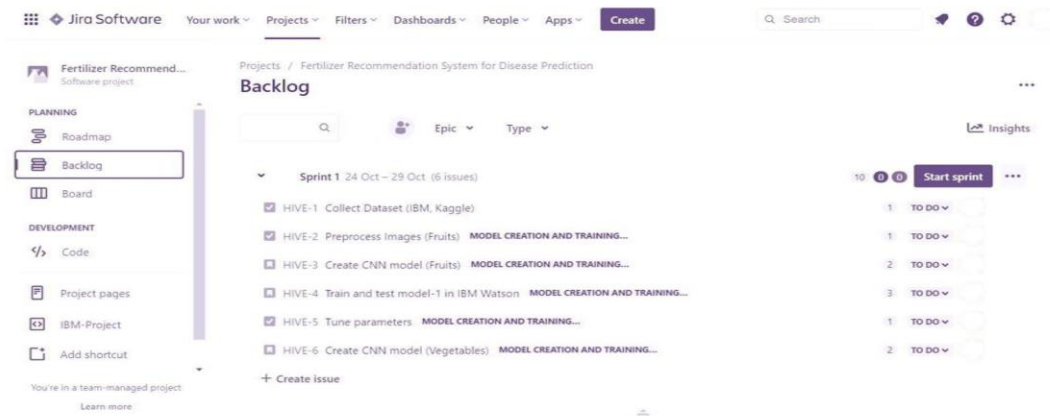 Jira Software Your work Projects Filters Dashboards People Apps Create Search
Fertilizer Recommend...
Software project
PLANNING
Roadmap
Backlog
Board
DEVELOPMENT
Code
Project pages
IBM-Project
Add shortcut
You're in a team-managed project
Learn more
Projects / Fertilizer Recommendation System for Disease Prediction
Backlog
Epic Type Insights
Sprint 1 24 Oct – 29 Oct (6 issues) 10 0 0 Start sprint
HIVE-1 Collect Dataset (IBM, Kaggle) 1 TO DO
HIVE-2 Preprocess Images (Fruits) MODEL CREATION AND TRAINING... 1 TO DO
HIVE-3 Create CNN model (Fruits) MODEL CREATION AND TRAINING... 2 TO DO
HIVE-4 Train and test model-1 in IBM Watson MODEL CREATION AND TRAINING... 3 TO DO
HIVE-5 Tune parameters MODEL CREATION AND TRAINING... 1 TO DO
HIVE-6 Create CNN model (Vegetables) MODEL CREATION AND TRAINING... 2 TO DO
+ Create issue